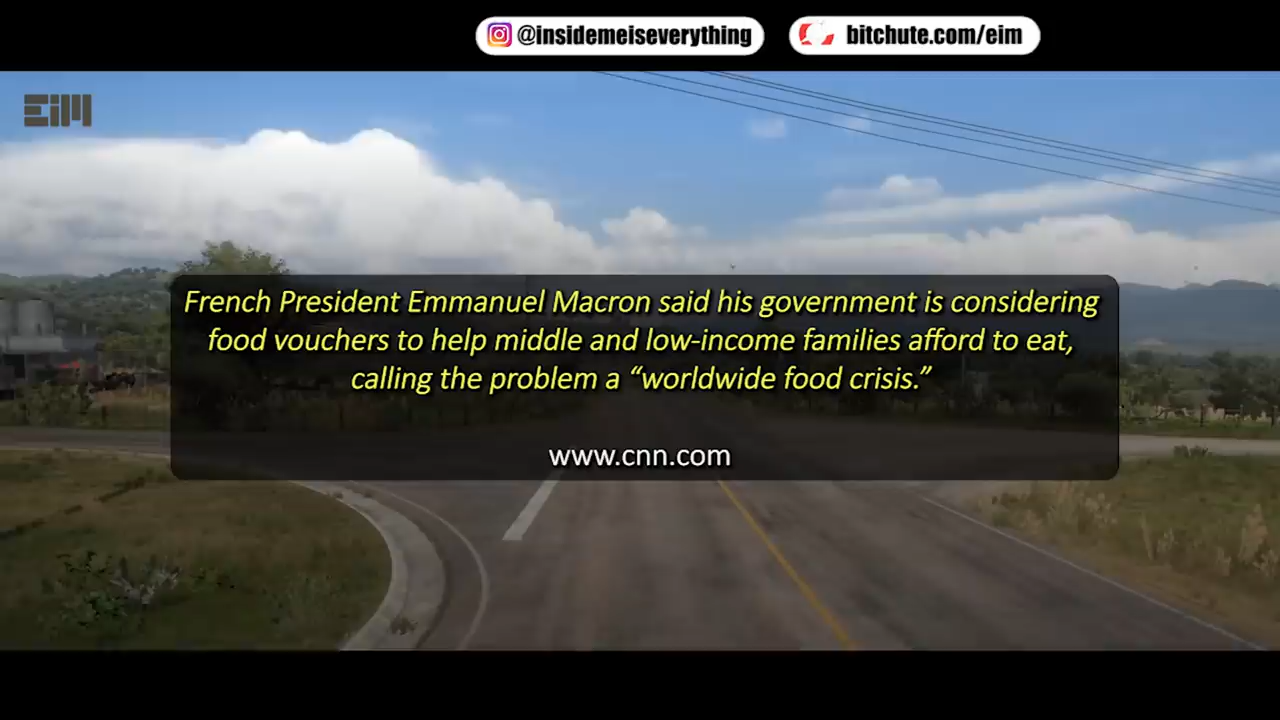 @insidemeiseverything
bitchute.com/eim
EiM
French President Emmanuel Macron said his government is considering
food vouchers to help middle and low-income families afford to eat,
calling the problem a “worldwide food crisis.”
www.cnn.com